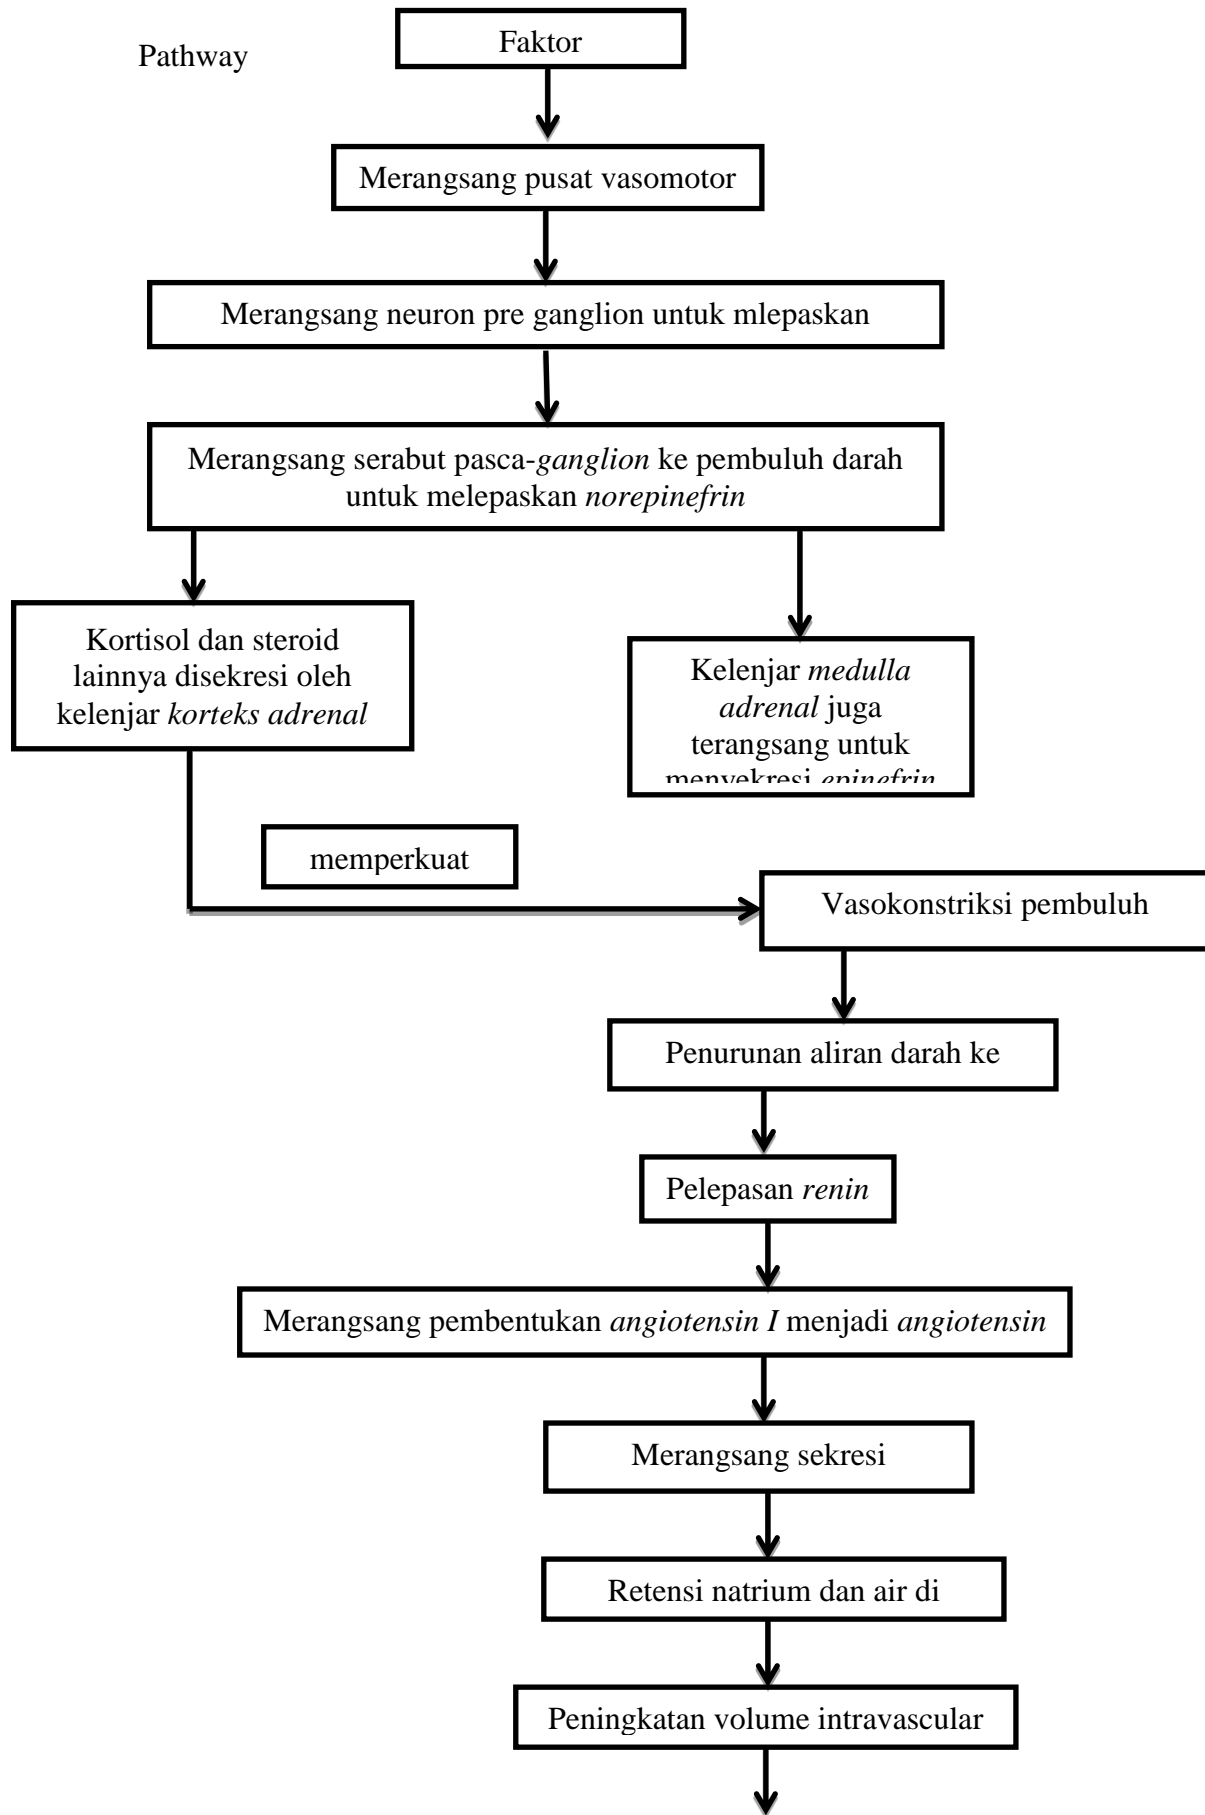 Pathway
Faktor
Merangsang pusat vasomotor
Merangsang neuron pre ganglion untuk mlepaskan
Merangsang serabut pasca-ganglion ke pembuluh darah
untuk melepaskan norepinefrin
Kortisol dan steroid
lainnya disekresi oleh
kelenjar korteks adrenal
Kelenjar medulla
adrenal juga
terangsang untuk
menyekresi epinefrin
memperkuat
Vasokonstriksi pembuluh
Penurunan aliran darah ke
Pelepasan renin
Merangsang pembentukan angiotensin I menjadi angiotensin
Merangsang sekresi
Retensi natrium dan air di
Peningkatan volume intravascular